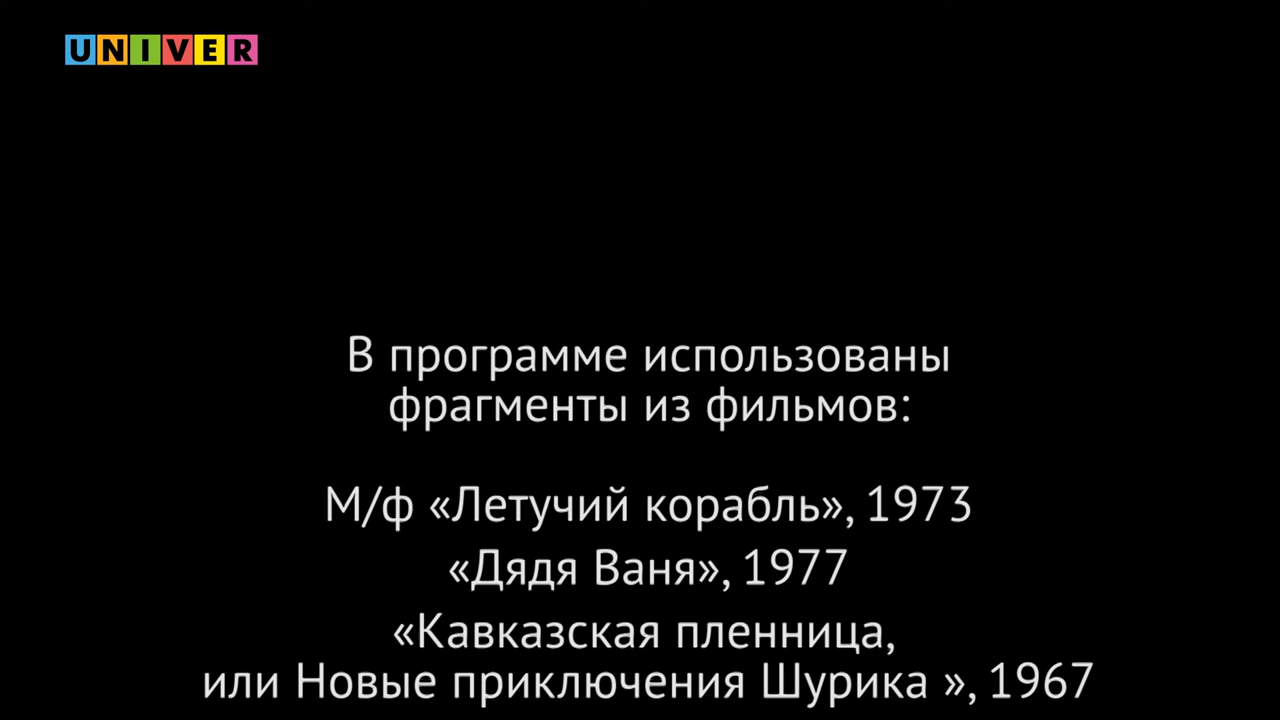 UNIVER
В программе использованы
фрагменты из фильмов:
М/ф «Летучий корабль», 1973
«Дядя Ваня», 1977
«Кавказская пленница,
или Новые приключения Шурика », 1967